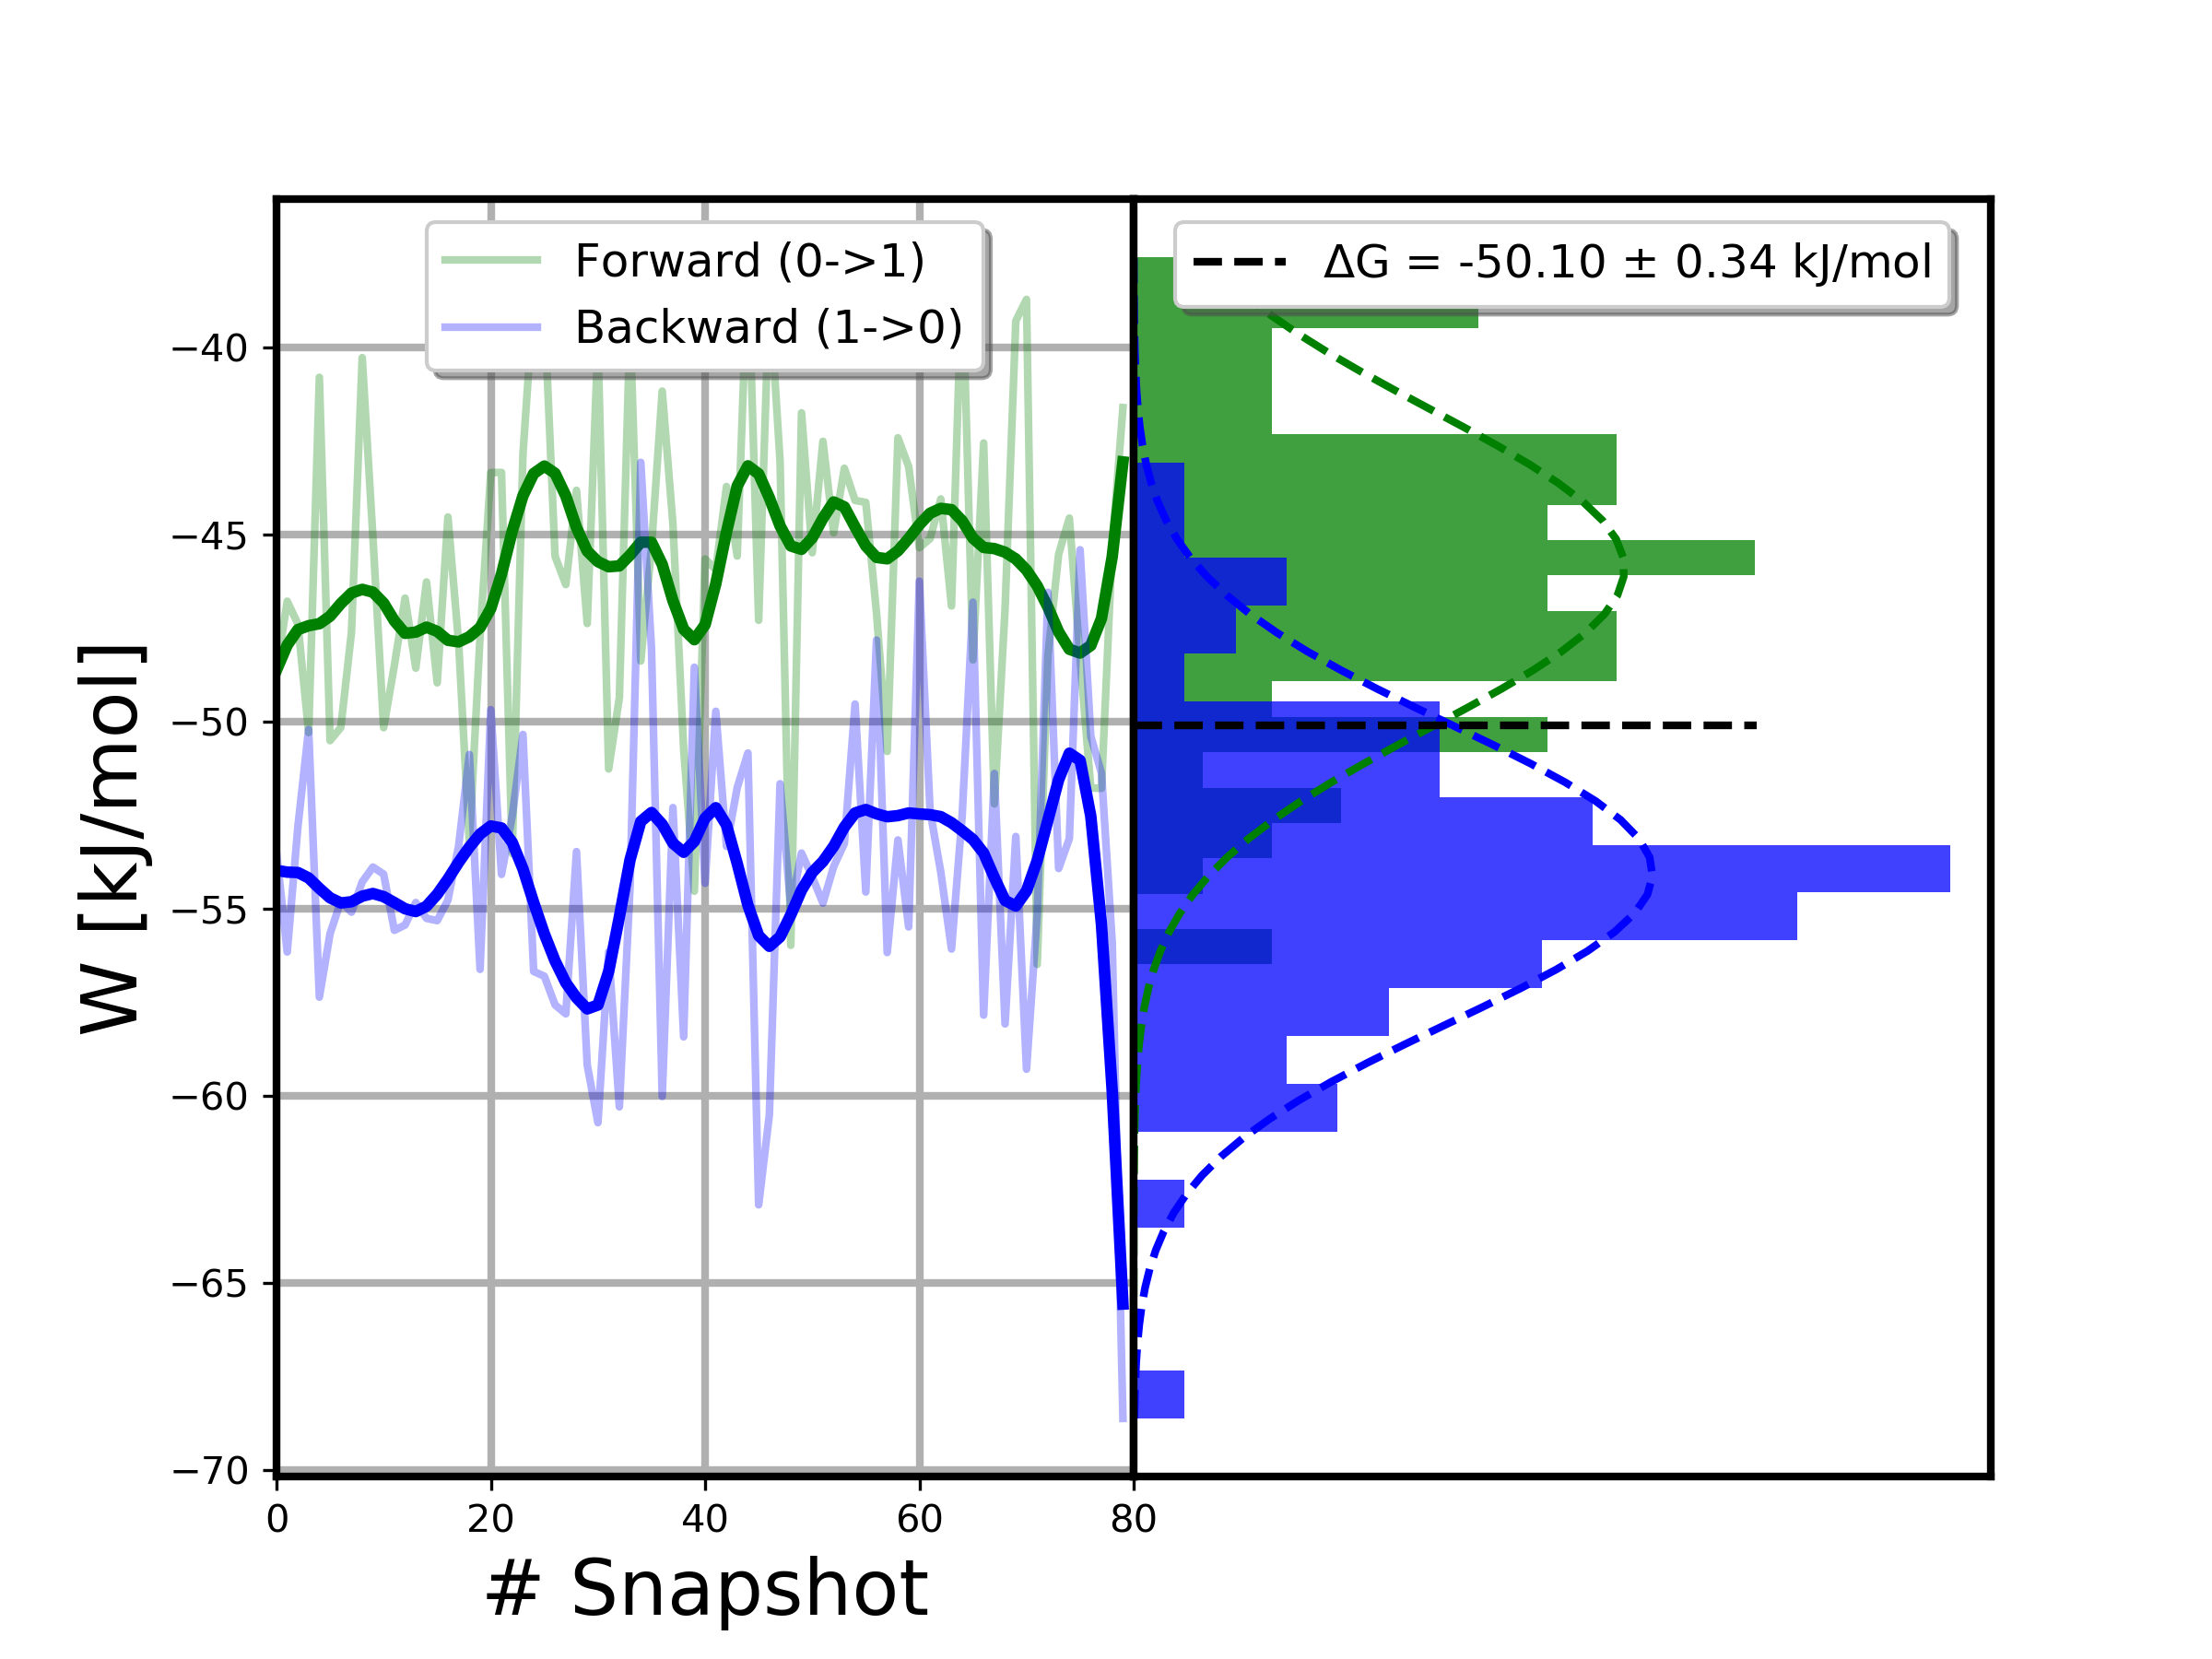 Forward (0->1)
Backward (1->0)
ΔG = -50.10 ± 0.34 kJ/mol
W [kJ/mol]
−40
−45
−50
−55
−60
−65
−70
0 20 40 60 80
# Snapshot